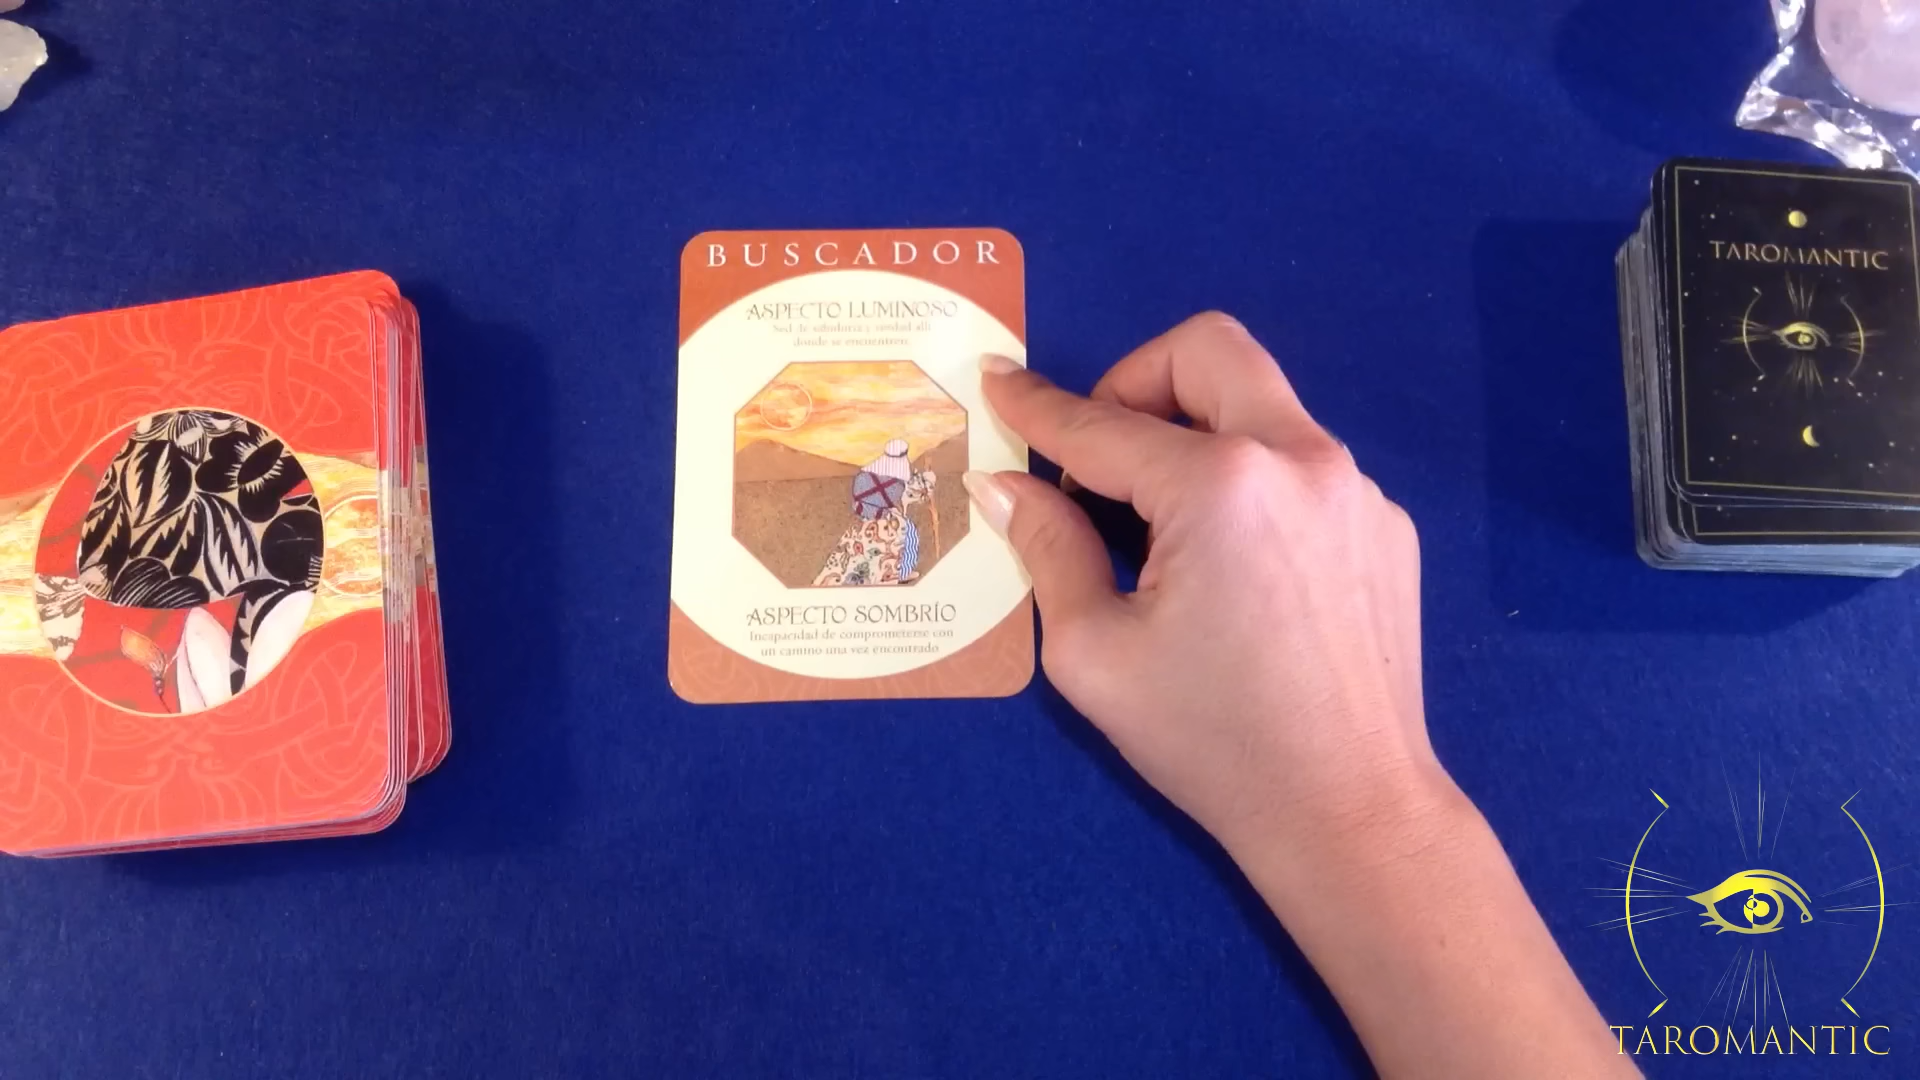 BUSCADOR
ASPECTO LUMINOSO
Sed de sabiduría y verdad allí
donde se encuentren
ASPECTO SOMBRÍO
Incapacidad de comprometerse con
un camino una vez encontrado
TAROMANTIC
TAROMANTIC